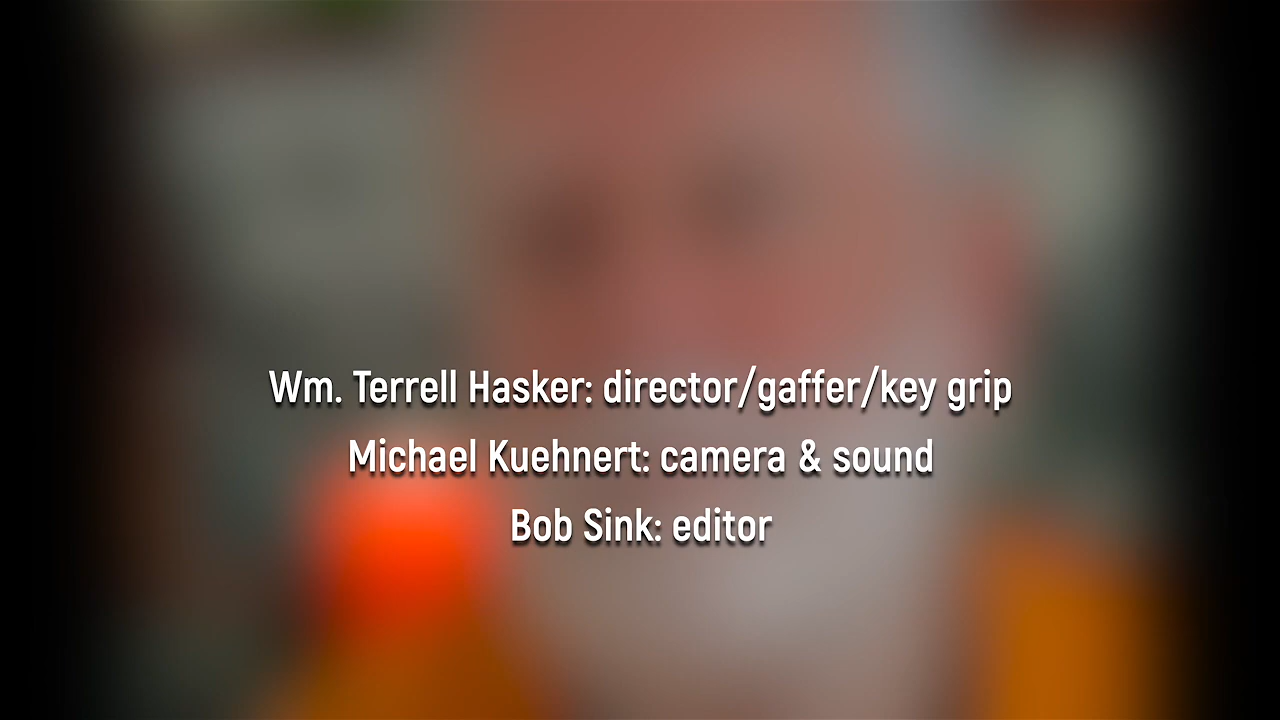 Wm. Terrell Hasker: director/gaffer/key grip
Michael Kuehnert: camera & sound
Bob Sink: editor